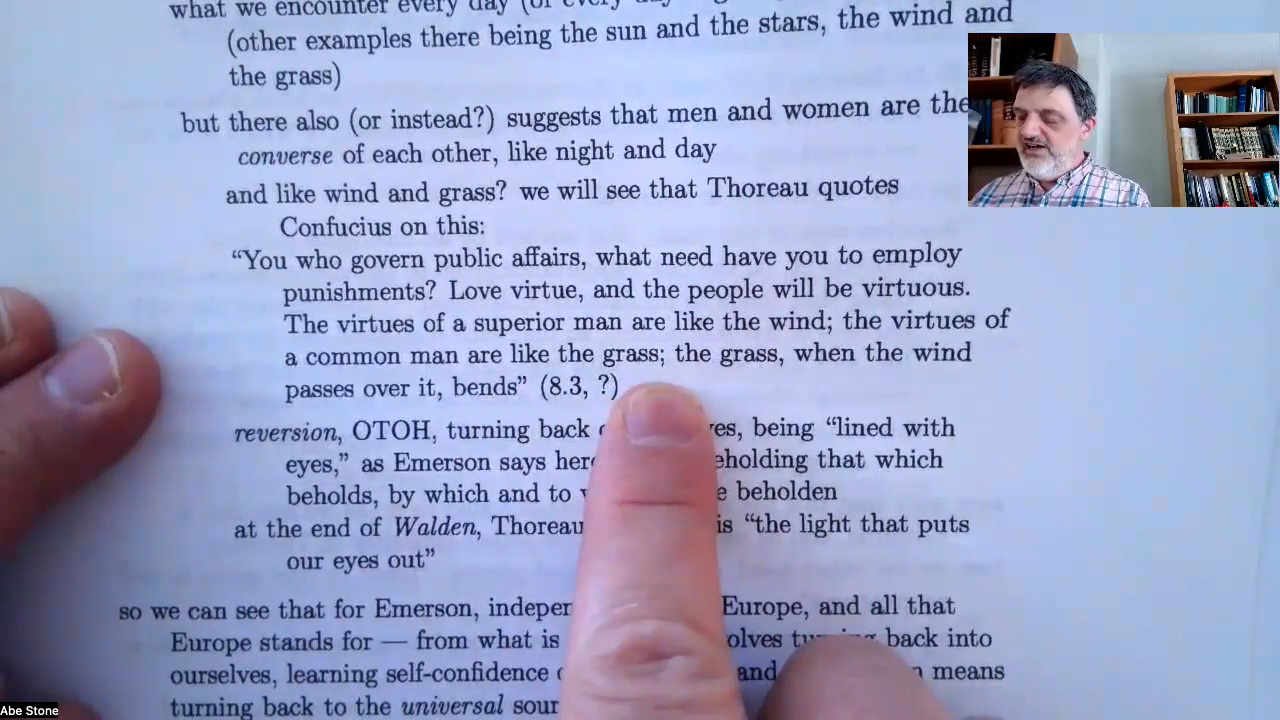 what we encounter every day (or every day
(other examples there being the sun and the stars, the wind and
the grass)
but there also (or instead?) suggests that men and women are the
converse of each other, like night and day
and like wind and grass? we will see that Thoreau quotes
Confucius on this:
“You who govern public affairs, what need have you to employ
punishments? Love virtue, and the people will be virtuous.
The virtues of a superior man are like the wind; the virtues of
a common man are like the grass; the grass, when the wind
passes over it, bends” (8.3, ?)
reversion, OTOH, turning back being “lined with
eyes,” as Emerson says beholding that which
beholds, by which and to beholden
at the end of Walden, Thoreau is “the light that puts
our eyes out”
so we can see that for Emerson, Europe, and all that
Europe stands for — from what is back into
ourselves, learning self-confidence and means
turning back to the universal
Abe Stone